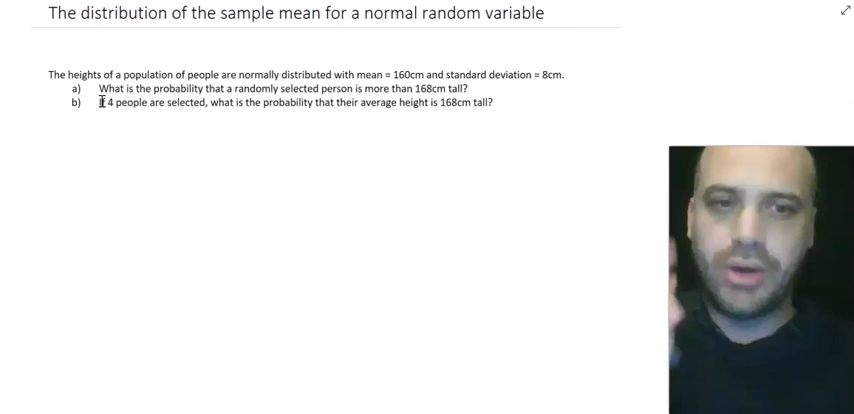 The distribution of the sample mean for a normal random variable
The heights of a population of people are normally distributed with mean = 160cm and standard deviation = 8cm.
a) What is the probability that a randomly selected person is more than 168cm tall?
b) If 4 people are selected, what is the probability that their average height is 168cm tall?